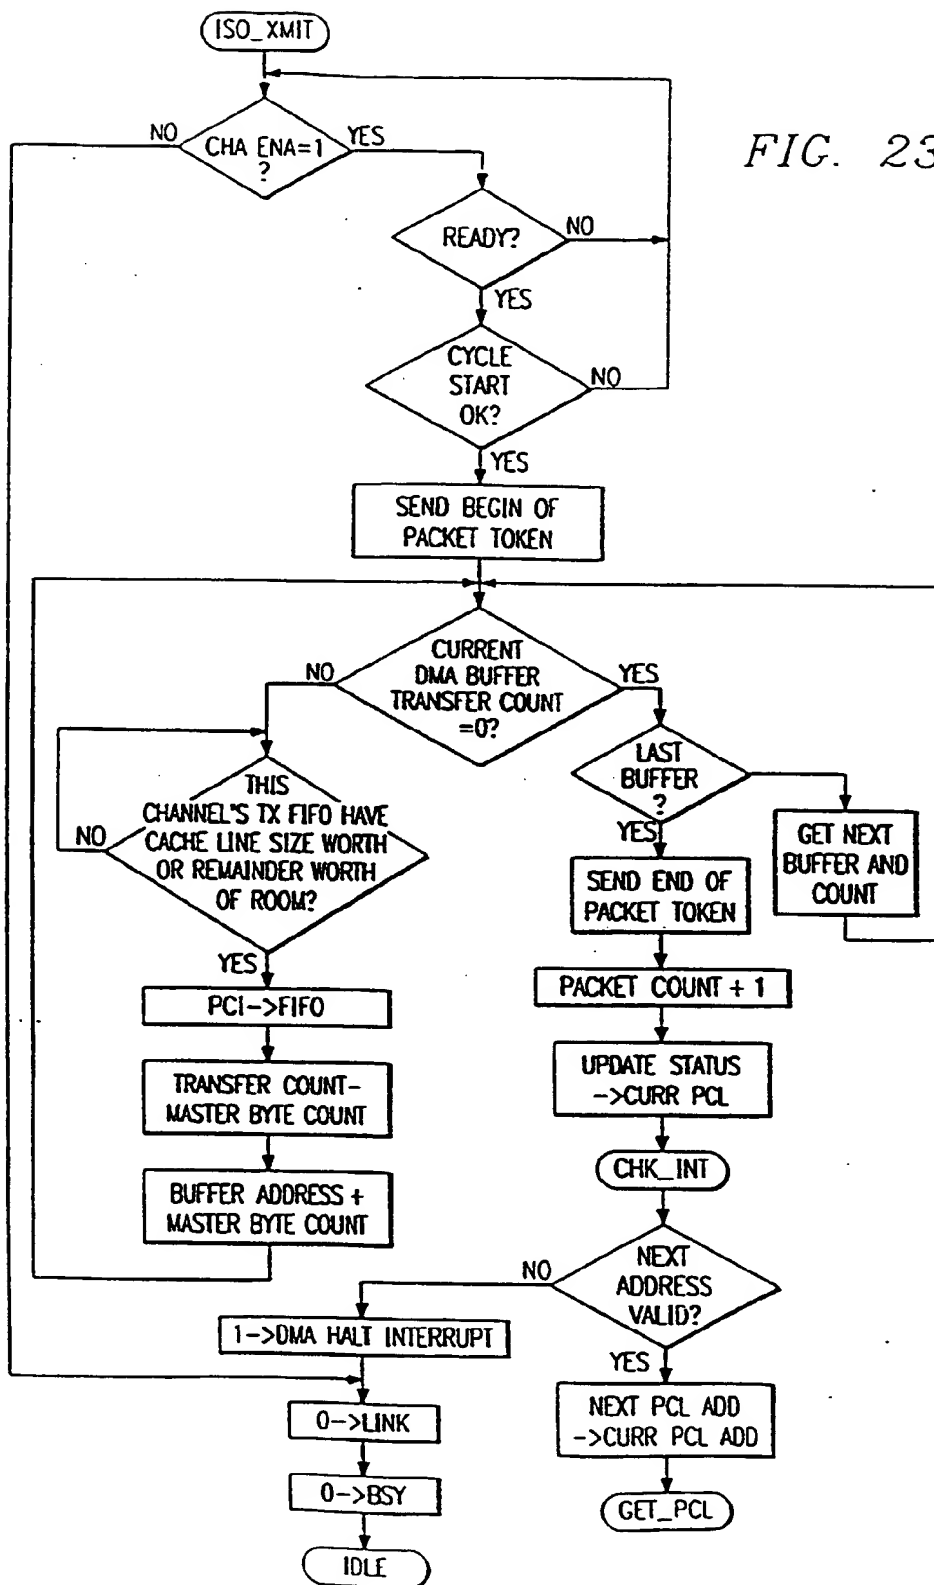 ISO_XMIT
FIG. 23
NO
CHA ENA=1
?
YES
READY?
NO
YES
CYCLE
START
OK?
NO
YES
SEND BEGIN OF
PACKET TOKEN
NO
CURRENT
DMA BUFFER
TRANSFER COUNT
=0?
YES
LAST
BUFFER
?
YES
GET NEXT
BUFFER AND
COUNT
THIS
CHANNEL'S TX FIFO HAVE
CACHE LINE SIZE WORTH
OR REMAINDER WORTH
OF ROOM?
NO
YES
SEND END OF
PACKET TOKEN
PCI->FIFO
PACKET COUNT + 1
TRANSFER COUNT-
MASTER BYTE COUNT
UPDATE STATUS
->CURR PCL
BUFFER ADDRESS +
MASTER BYTE COUNT
CHK_INT
NO
NEXT
ADDRESS
VALID?
YES
1->DMA HALT INTERRUPT
NEXT PCL ADD
->CURR PCL ADD
0->LINK
0->BSY
GET_PCL
IDLE